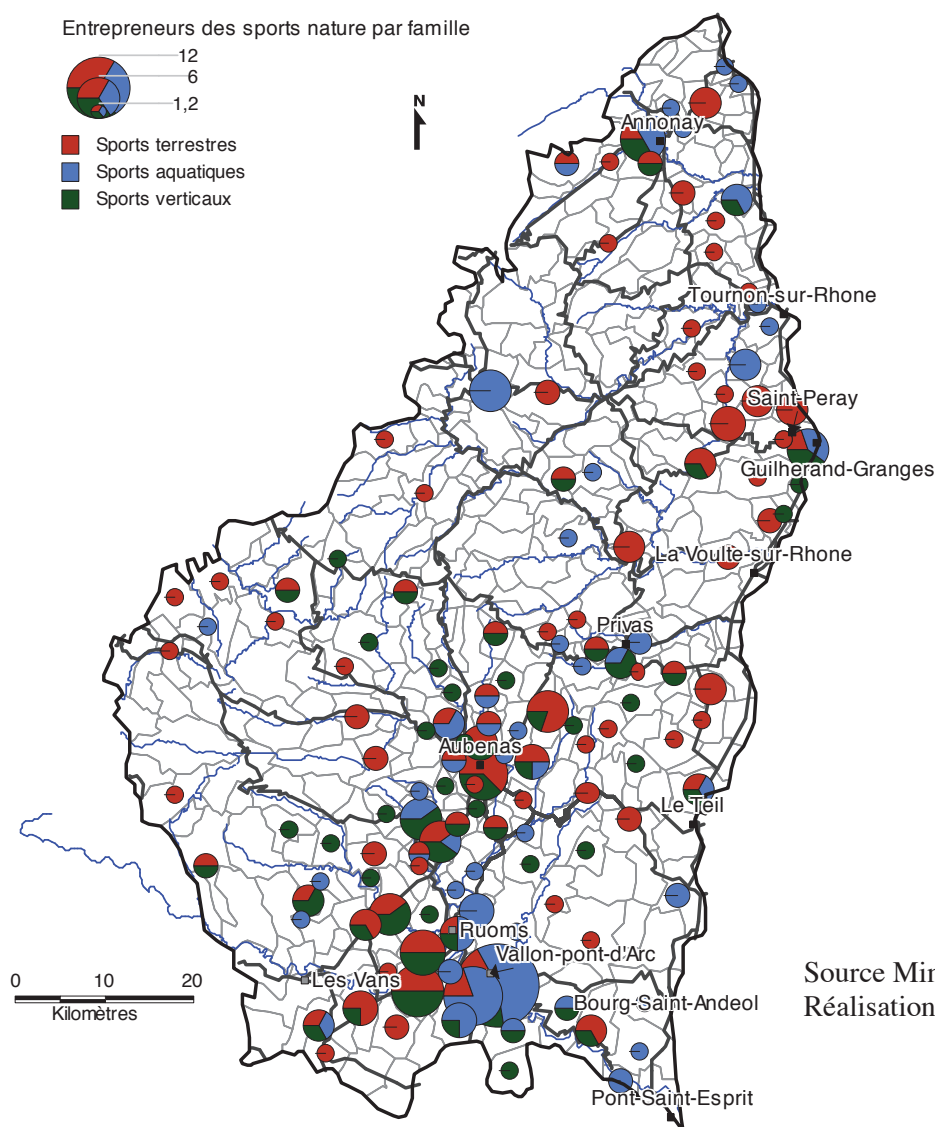 Entrepreneurs des sports nature par famille
12
6
1,2
Sports terrestres
Sports aquatiques
Sports verticaux
N
Annonay
Tournon-sur-Rhone
Saint-Peray
Guilherand-Granges
La Voulte-sur-Rhone
Privas
Aubenas
Le Teil
Ruoms
Vallon-pont-d'Arc
Les Vans
Bourg-Saint-Andeol
Pont-Saint-Esprit
0 10 20
Kilomètres
Source Min
Réalisation